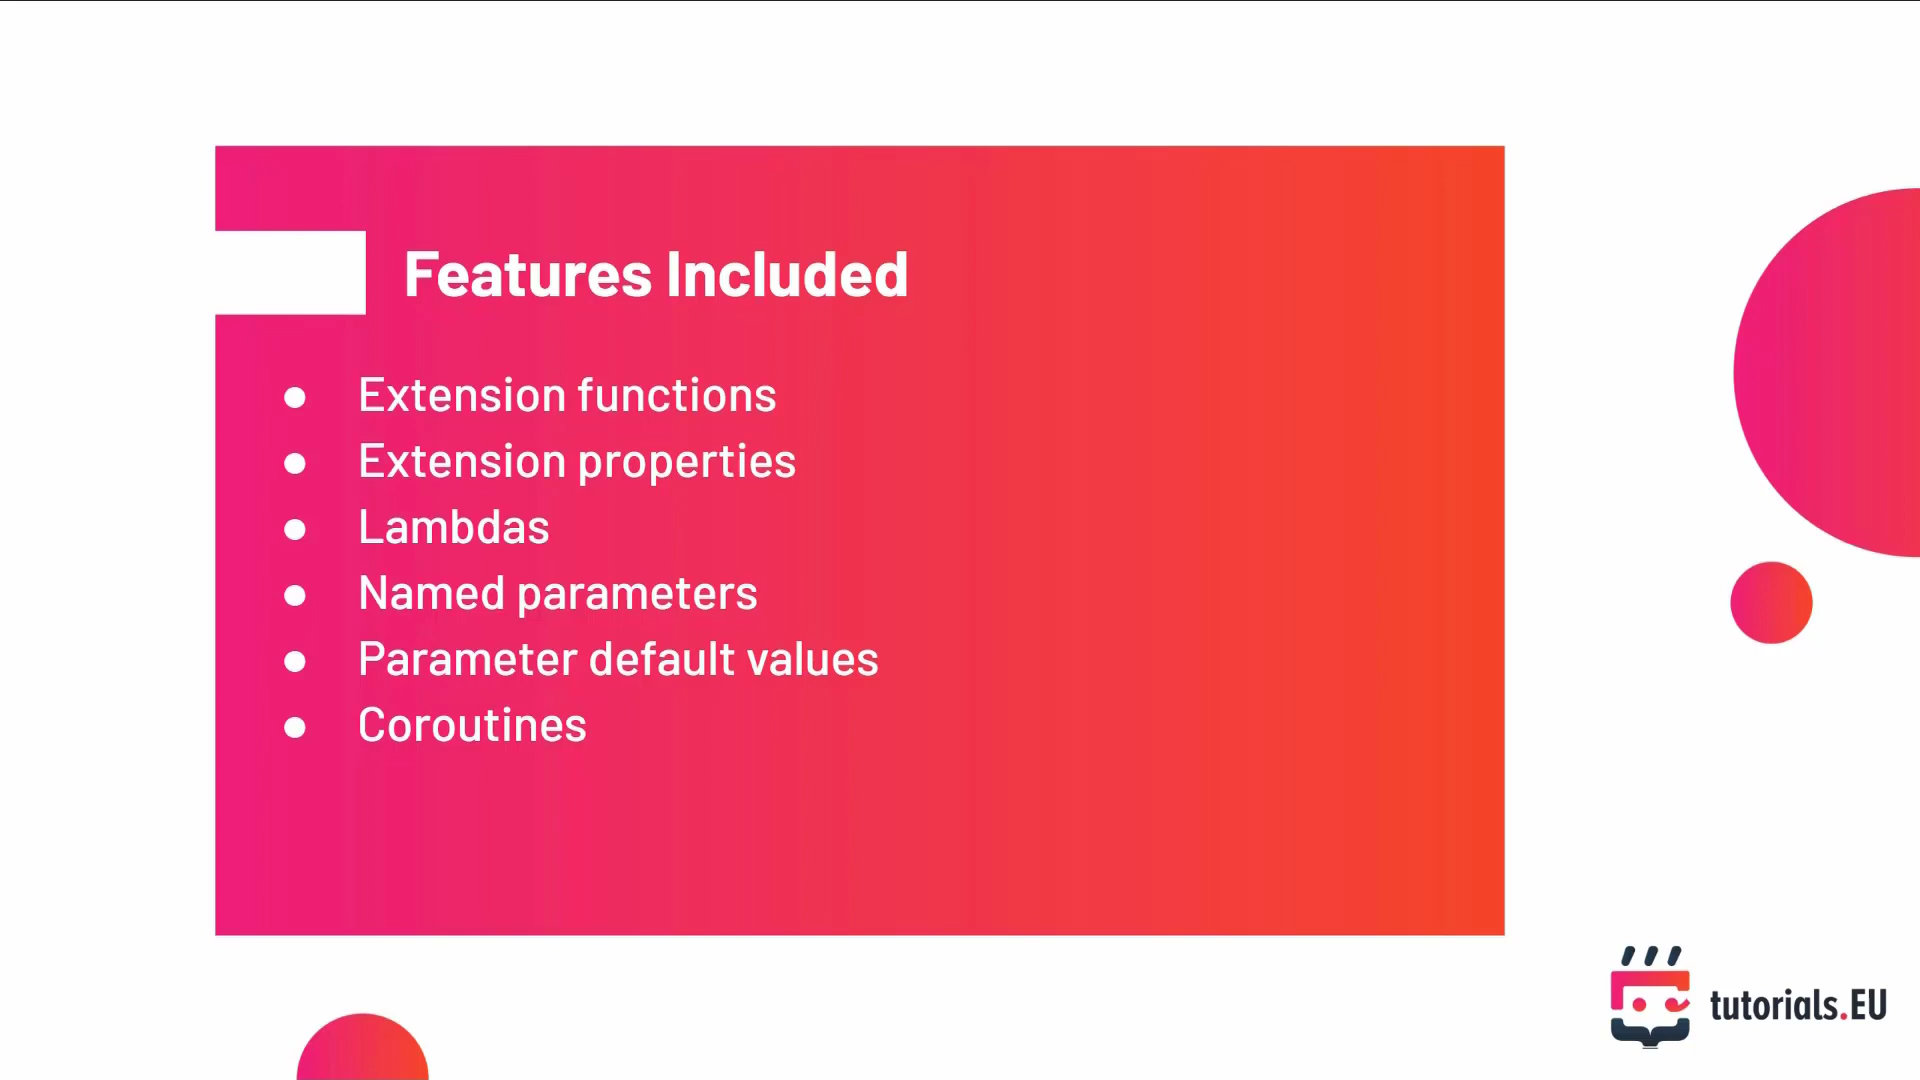 Features Included
● Extension functions
● Extension properties
● Lambdas
● Named parameters
● Parameter default values
● Coroutines
tutorials.EU